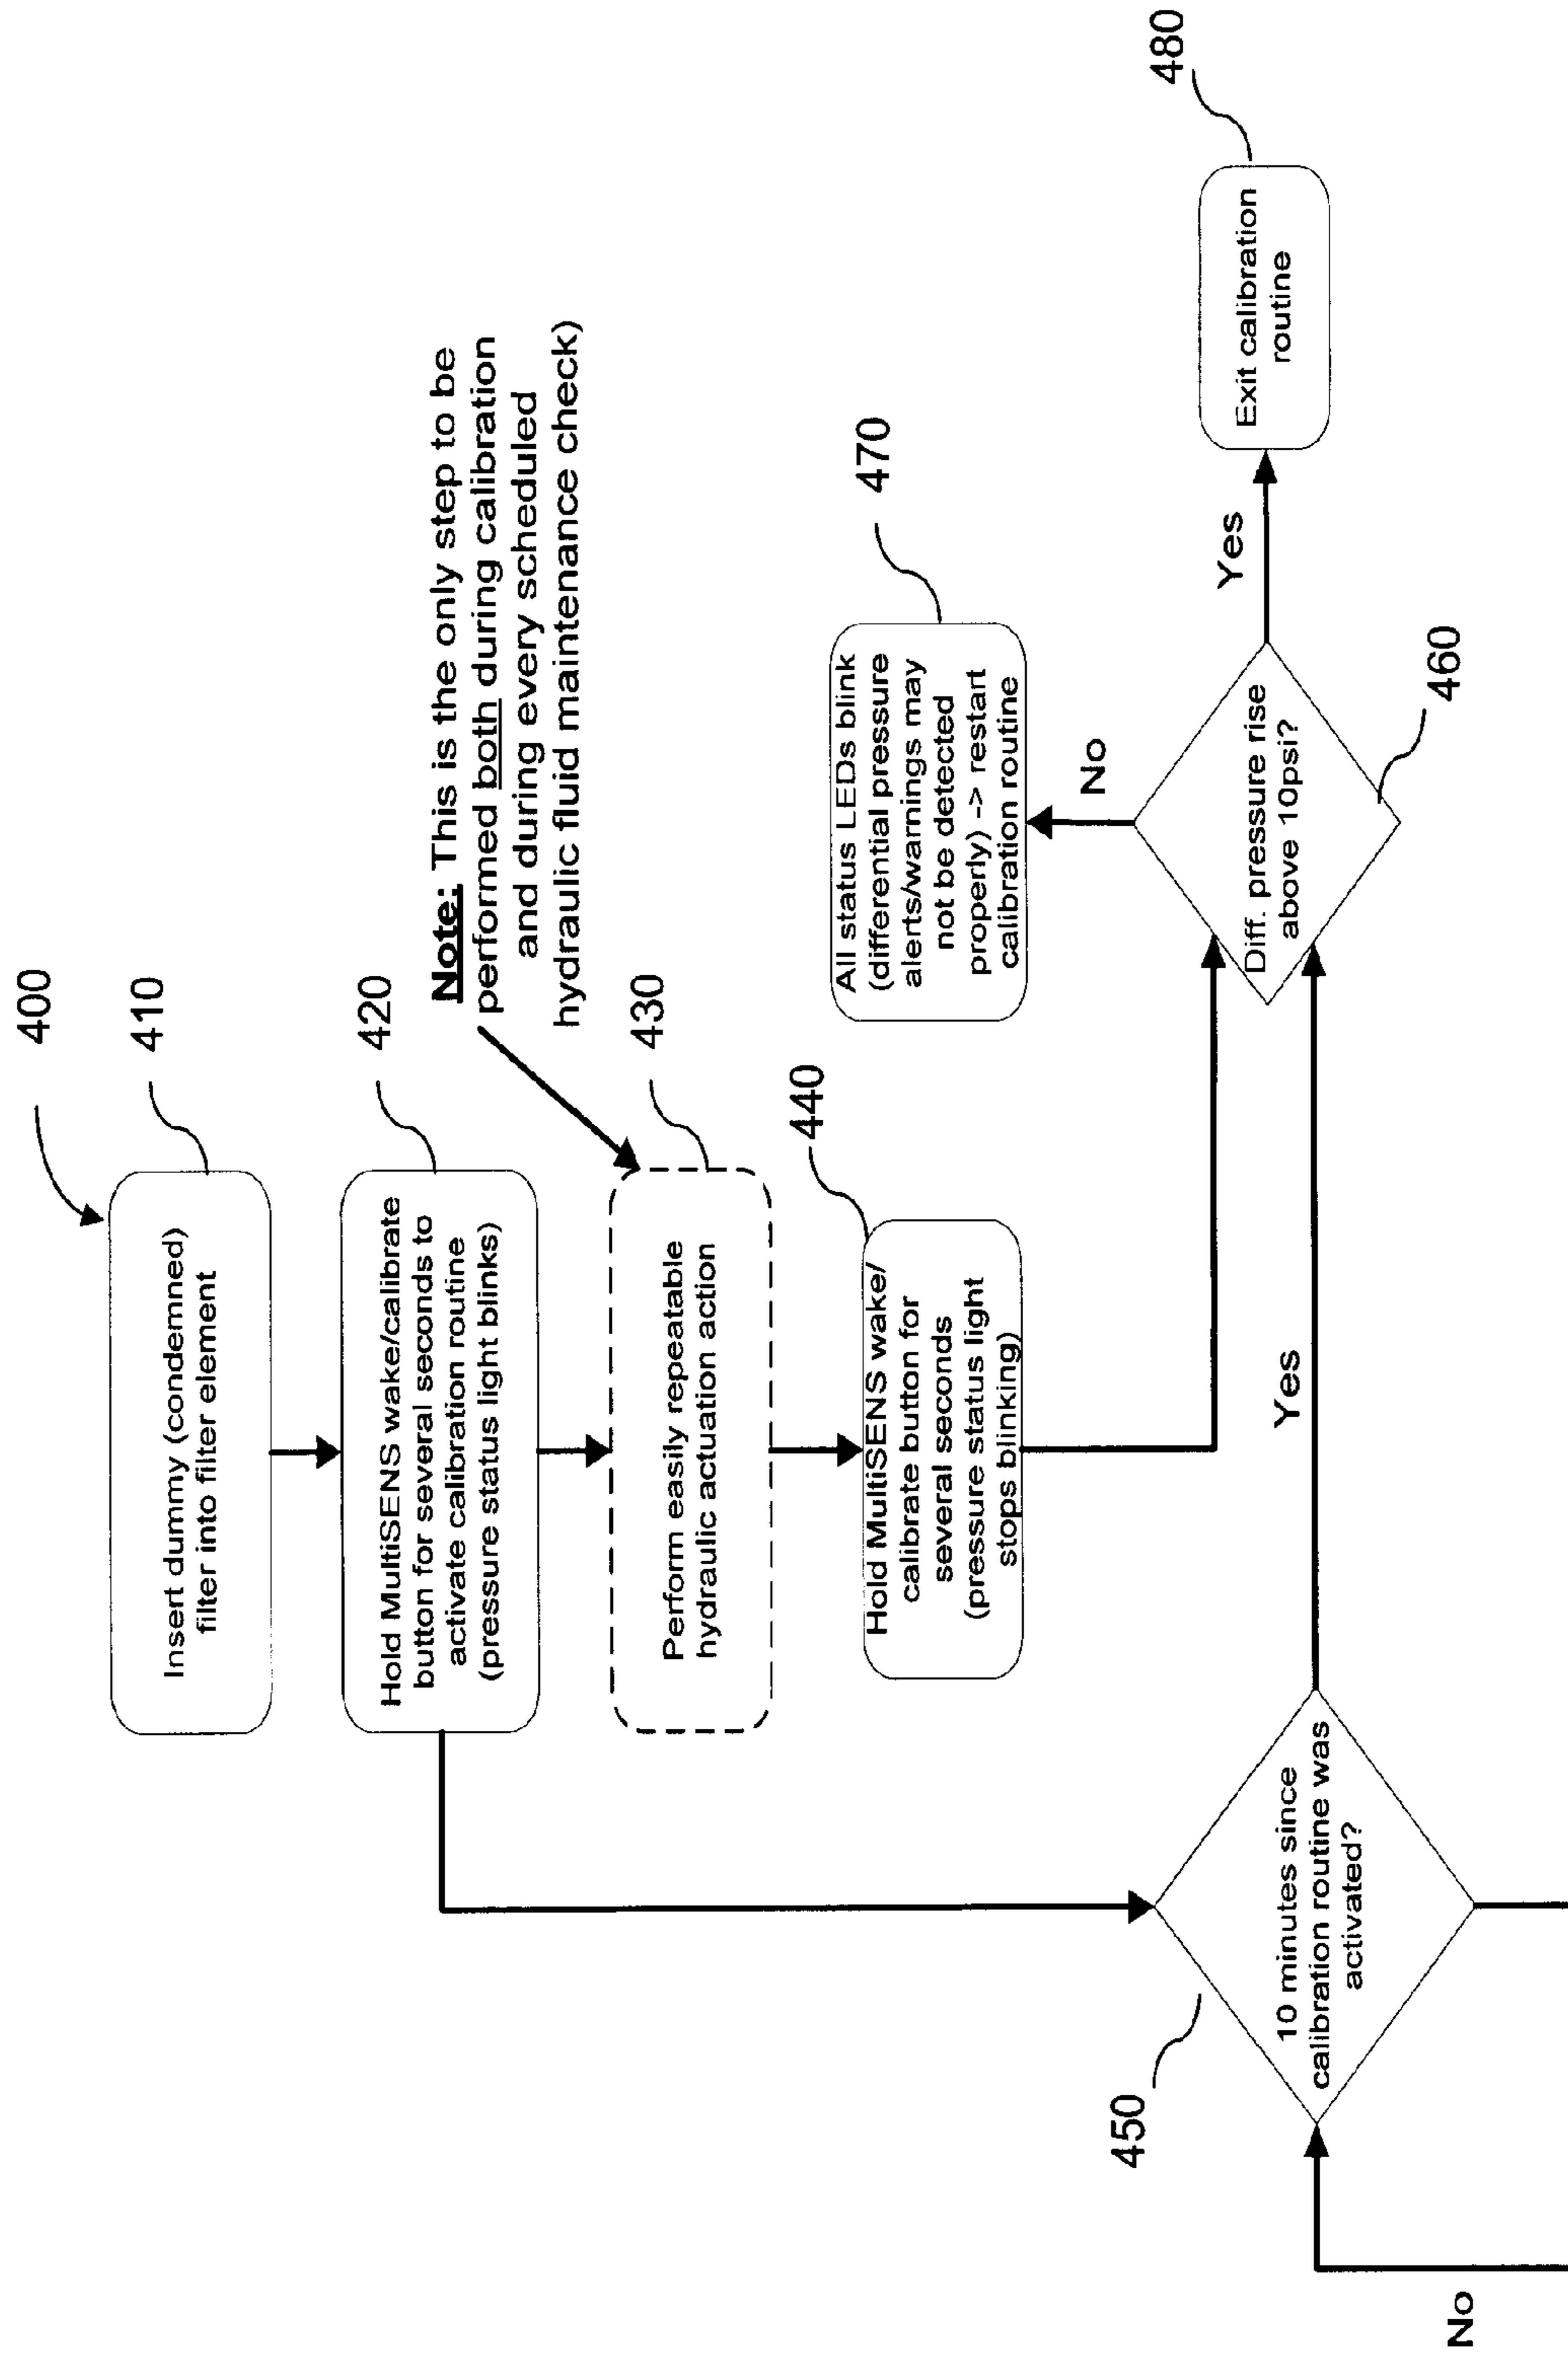 400
410
Insert dummy (condemned)
filter into filter element
420
Hold MultiSENS wake/calibrate
button for several seconds to
activate calibration routine
(pressure status light blinks)
Note: This is the only step to be
performed both during calibration
and during every scheduled
hydraulic fluid maintenance check)
430
Perform easily repeatable
hydraulic actuation action
440
Hold MultiSENS wake/
calibrate button for
several seconds
(pressure status light
stops blinking)
450
10 minutes since
calibration routine was
activated?
No
Yes
460
Diff. pressure rise
above 10psi?
No
470
All status LEDs blink
(differential pressure
alerts/warnings may
not be detected
properly) -> restart
calibration routine
Yes
480
Exit calibration
routine